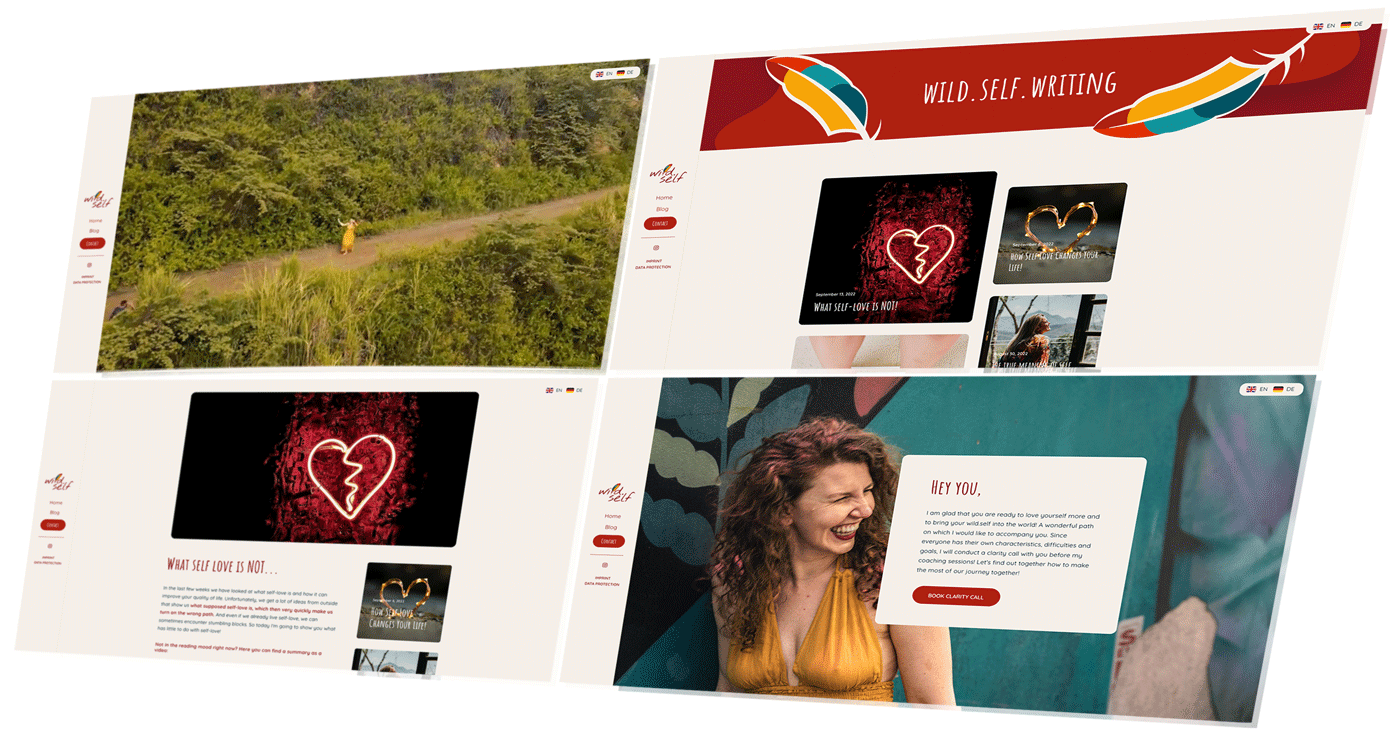 EN DE
wild self
Home
Blog
Contact
IMPRINT
DATA PROTECTION
EN DE
WILD.SELF.WRITING
wild self
Home
Blog
Contact
IMPRINT
DATA PROTECTION
September 13, 2022
What self-love is NOT!
2022
How Self-Love Changes your
Life!
August 30, 2022
EN DE
wild self
Home
Blog
Contact
IMPRINT
DATA PROTECTION
What self love is NOT...
In the last few weeks we have looked at what self-love is and how it can
improve your quality of life. Unfortunately, we get a lot of ideas from outside
that show us what supposed self-love is, which then very quickly make us
turn on the wrong path. And even if we already live self-love, we can
sometimes encounter stumbling blocks. So today I'm going to show you what
has little to do with self-love!
Not in the reading mood right now? Here you can find a summary as a
video:
How Self-Love
Changes your Life!
EN DE
wild self
Home
Blog
Contact
IMPRINT
DATA PROTECTION
Hey you,
I am glad that you are ready to love yourself more and
to bring your wild.self into the world! A wonderful path
on which I would like to accompany you. Since
everyone has their own characteristics, difficulties and
goals, I will conduct a clarity call with you before my
coaching sessions! Let's find out together how to make
the most of our journey together!
BOOK CLARITY CALL